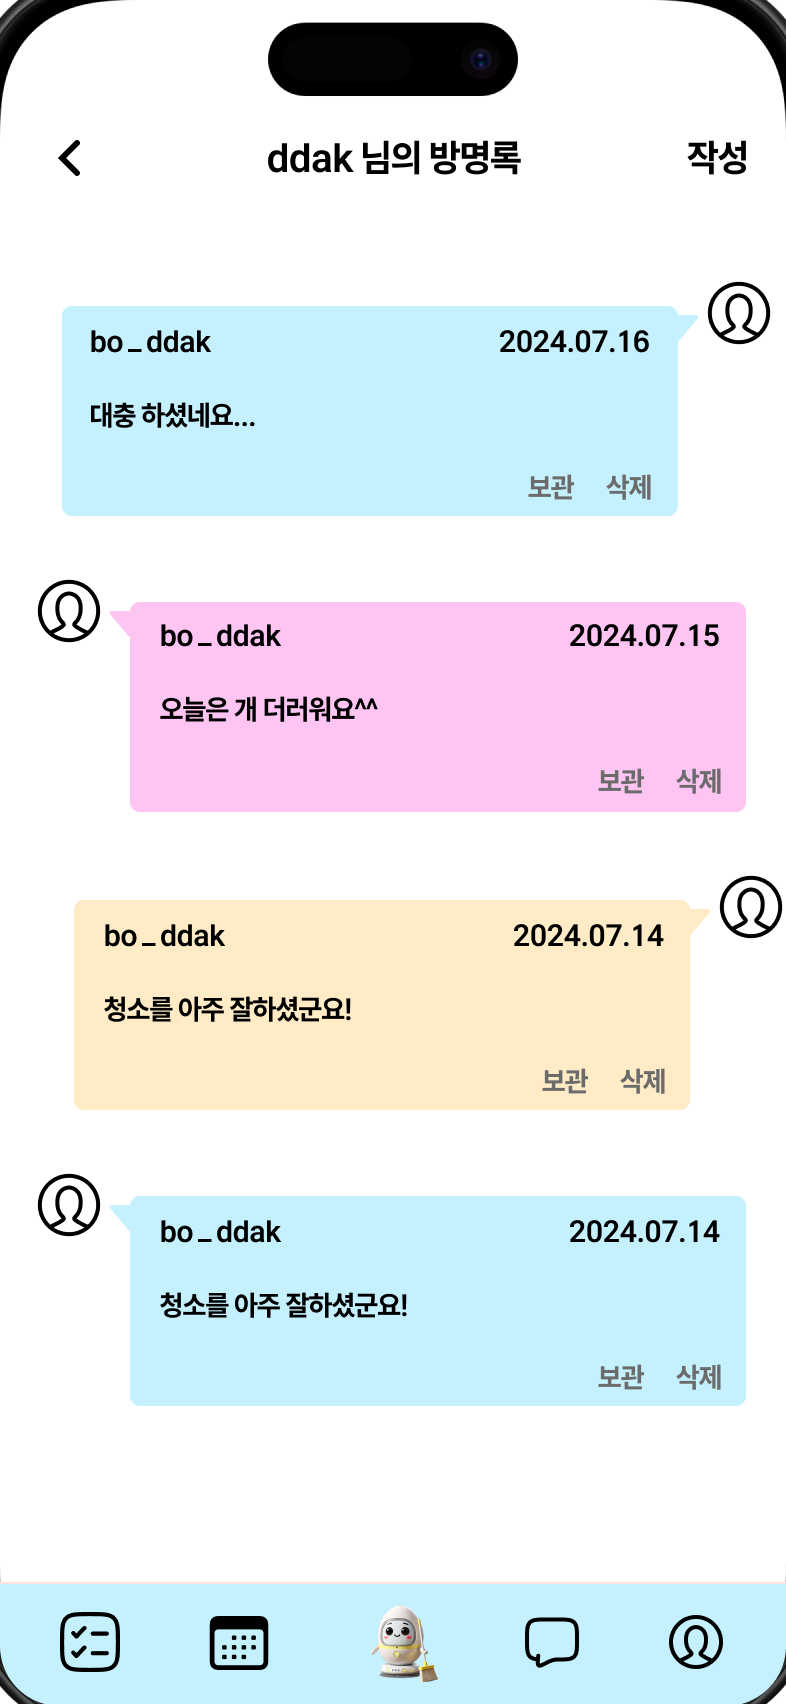 ddak 님의 방명록 작성
bo_ddak 2024.07.16
대충 하셨네요...
보관 삭제
bo_ddak 2024.07.15
오늘은 개 더러워요^^
보관 삭제
bo_ddak 2024.07.14
청소를 아주 잘하셨군요!
보관 삭제
bo_ddak 2024.07.14
청소를 아주 잘하셨군요!
보관 삭제